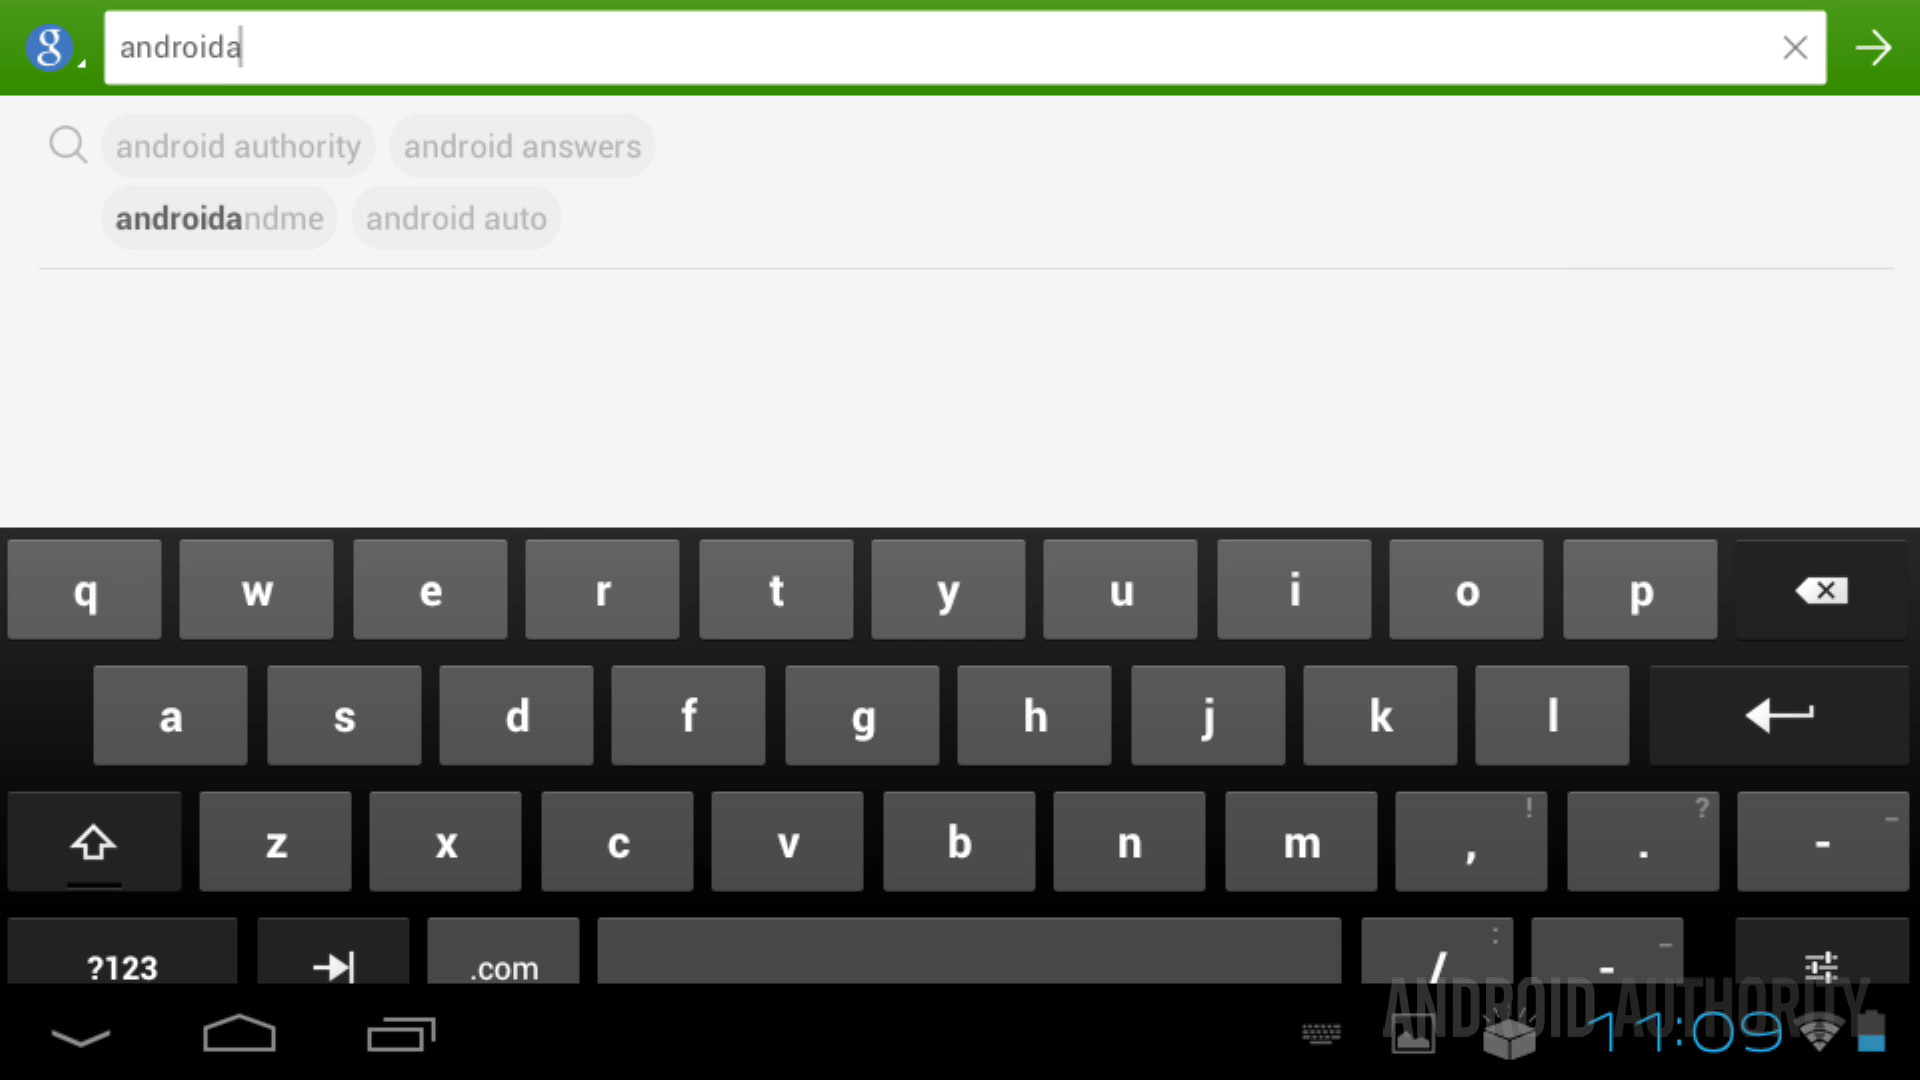 g androida
android authority android answers
androidandme android auto
q w e r t y u i o p
a s d f g h j k l
! ? _
z x c v b n m , . -
: _
?123 .com / -
ANDROID AUTHORITY
11:09